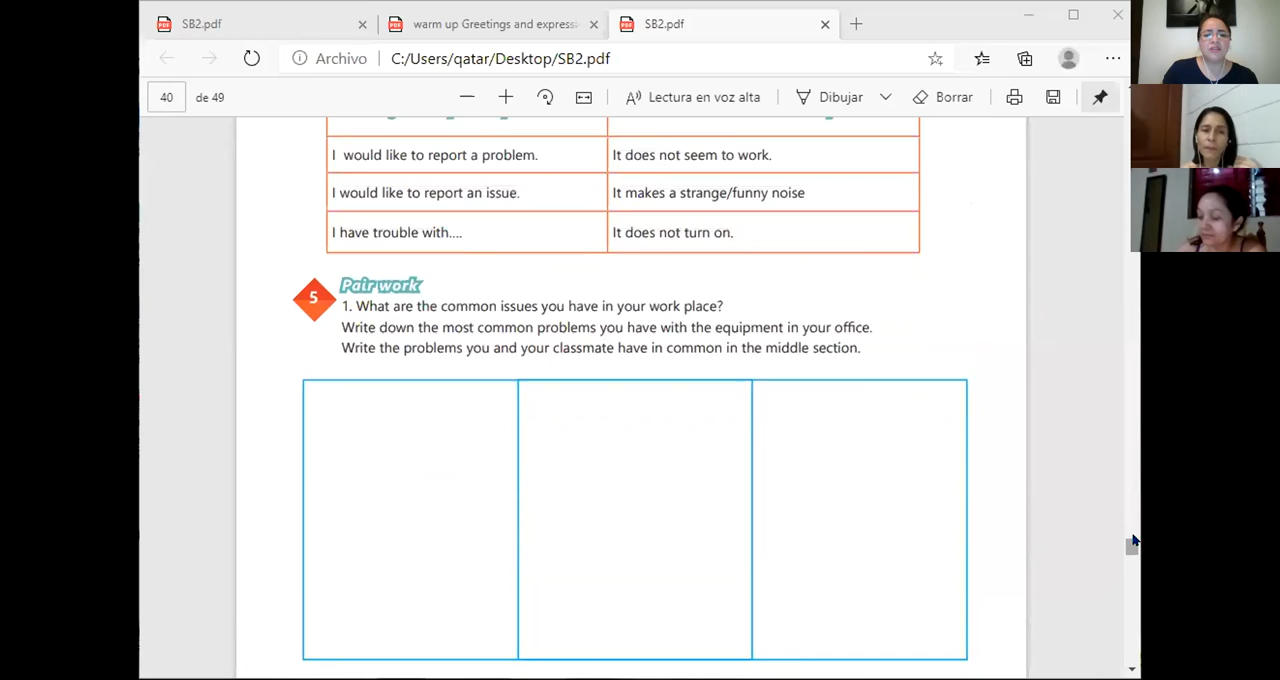 SB2.pdf
warm up Greetings and express
SB2.pdf
Archivo
C:/Users/qatar/Desktop/SB2.pdf
40 de 49
Lectura en voz alta
Dibujar
Borrar
I would like to report a problem. It does not seem to work.
I would like to report an issue. It makes a strange/funny noise
I have trouble with.... It does not turn on.
5
Pair work
1. What are the common issues you have in your work place?
Write down the most common problems you have with the equipment in your office.
Write the problems you and your classmate have in common in the middle section.